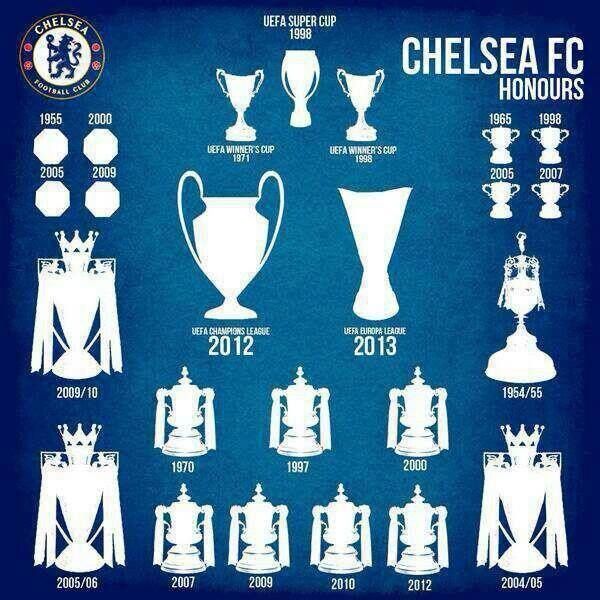 CHELSEA
FOOTBALL CLUB
UEFA SUPER CUP
1998
CHELSEA FC
HONOURS
UEFA WINNER'S CUP
1971
UEFA WINNER'S CUP
1998
1955 2000
2005 2009
1965 1998
2005 2007
UEFA CHAMPIONS LEAGUE
2012
UEFA EUROPA LEAGUE
2013
2009/10
1954/55
1970
1997
2000
2005/06
2007
2009
2010
2012
2004/05